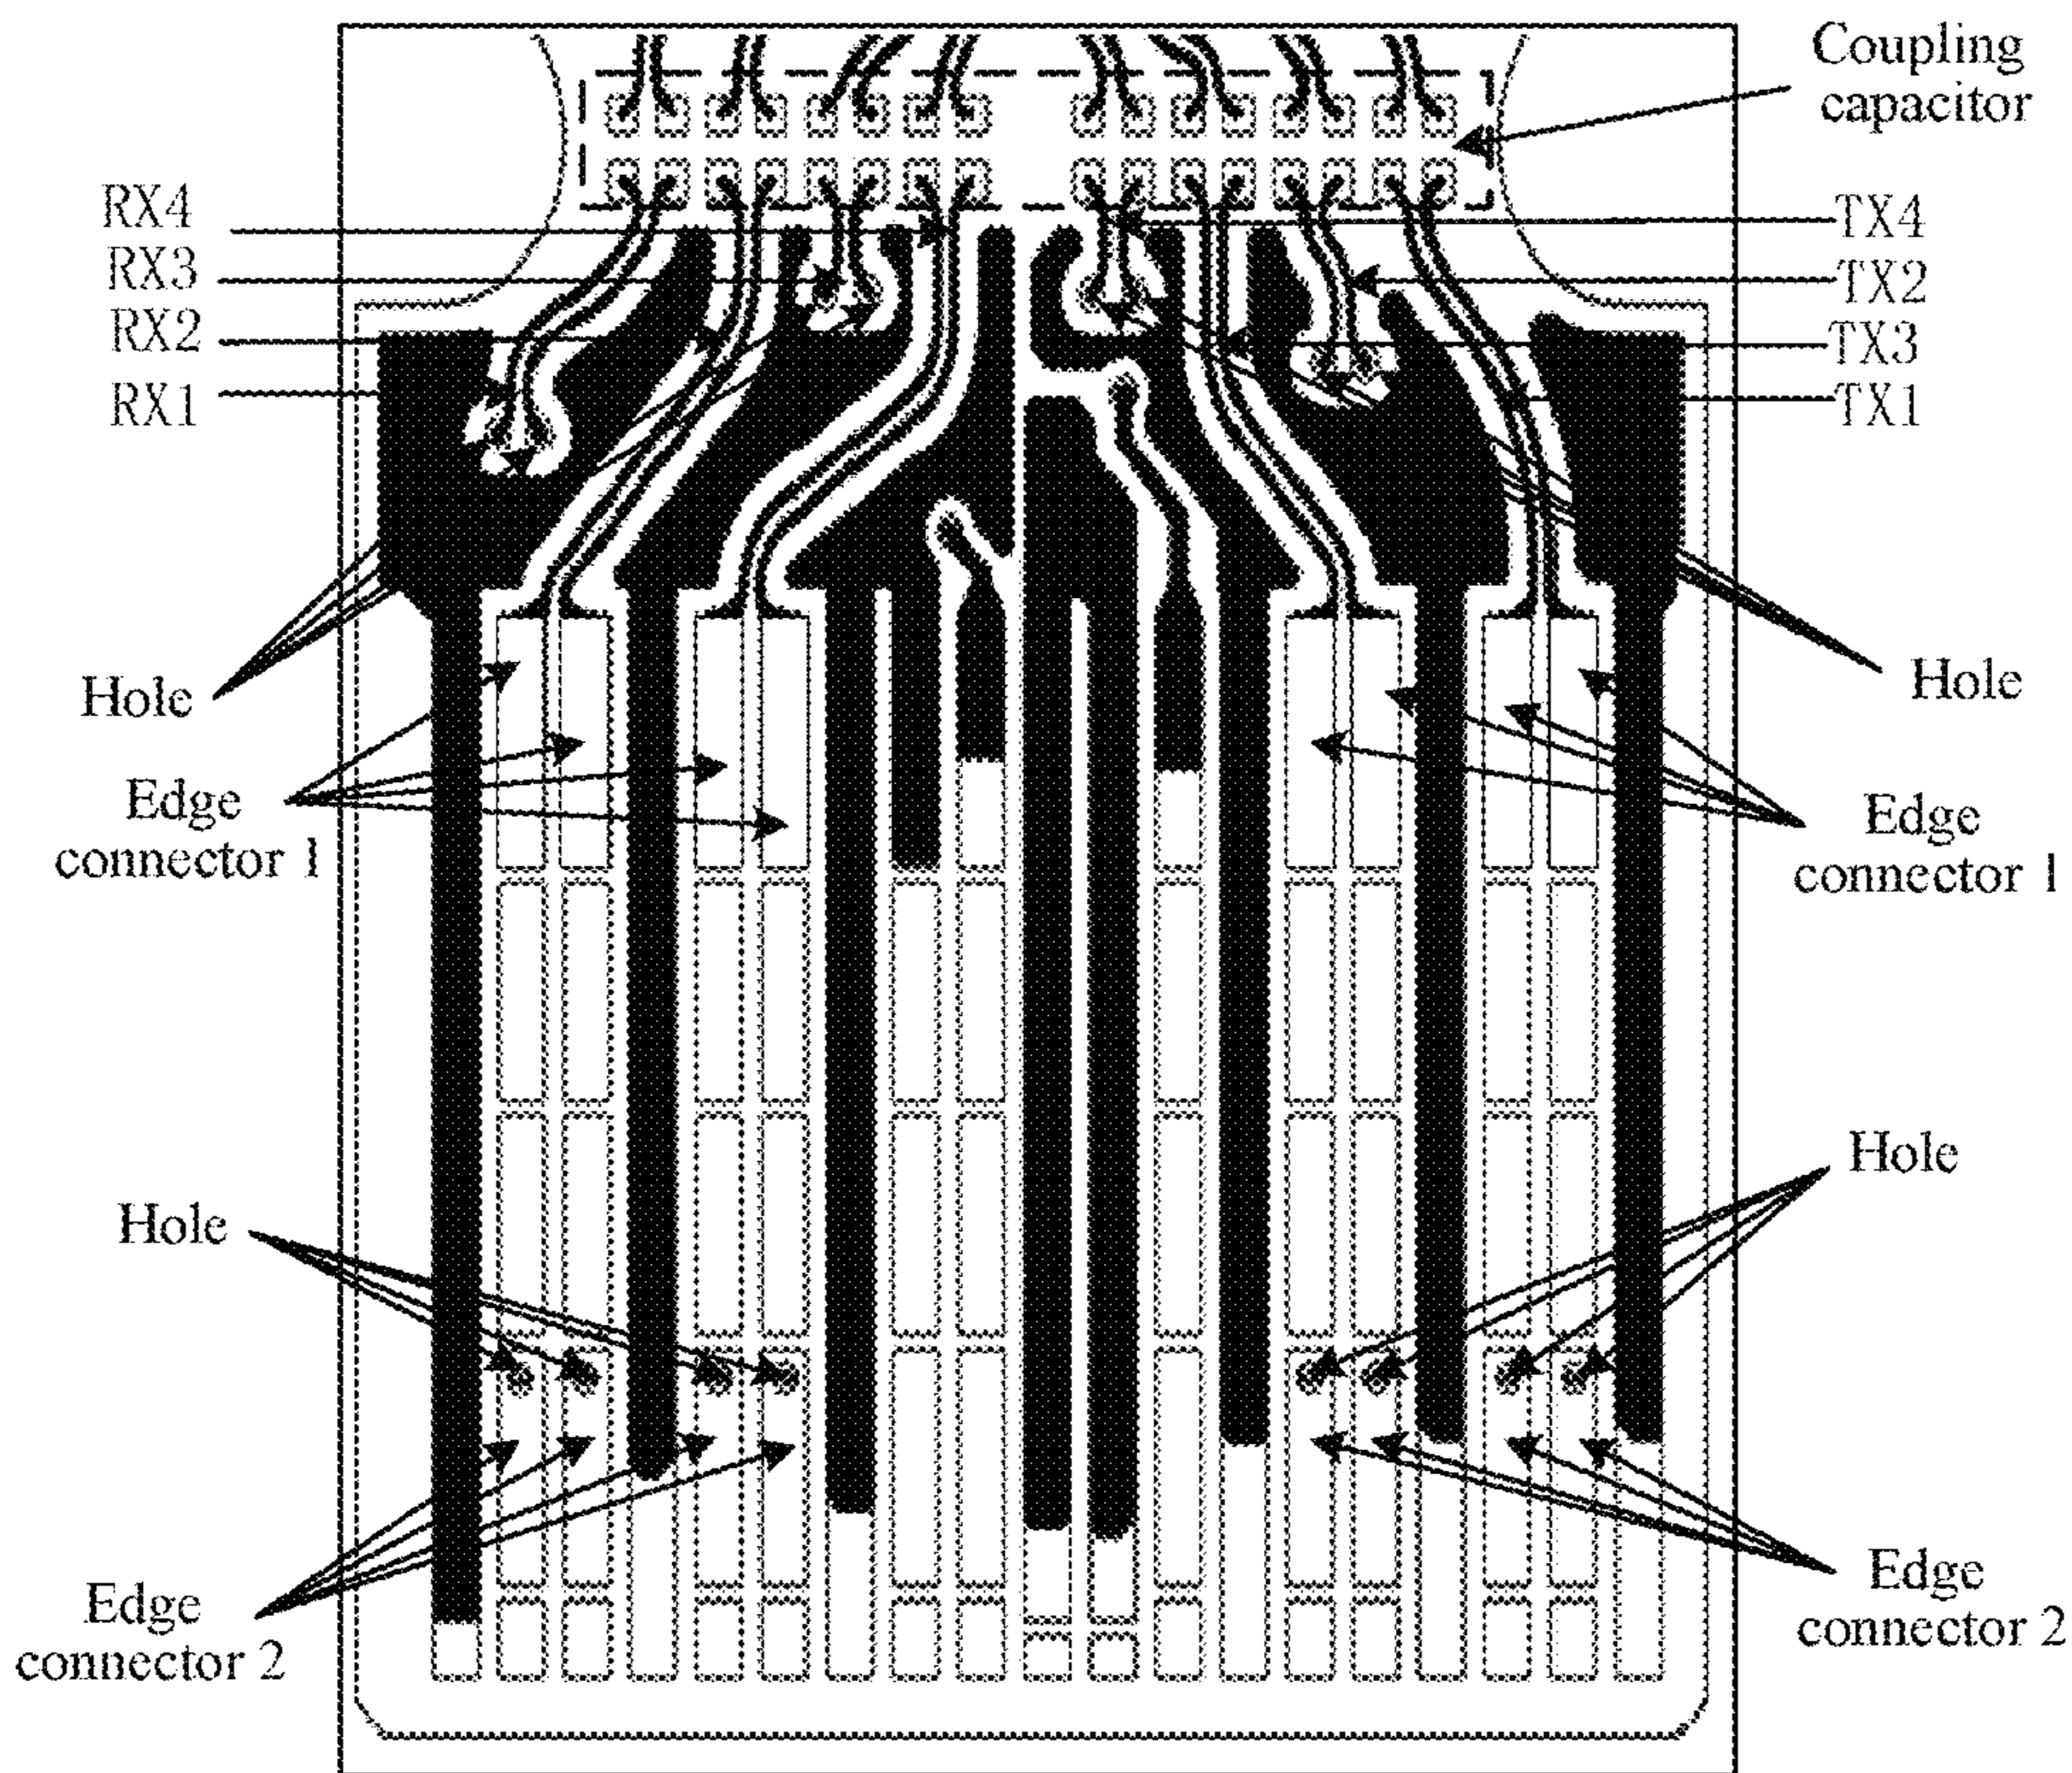 Coupling
capacitor
RX4
RX3
RX2
RX1
TX4
TX2
TX3
TX1
Hole
Hole
Edge
connector 1
Edge
connector 1
Hole
Hole
Edge
connector 2
Edge
connector 2